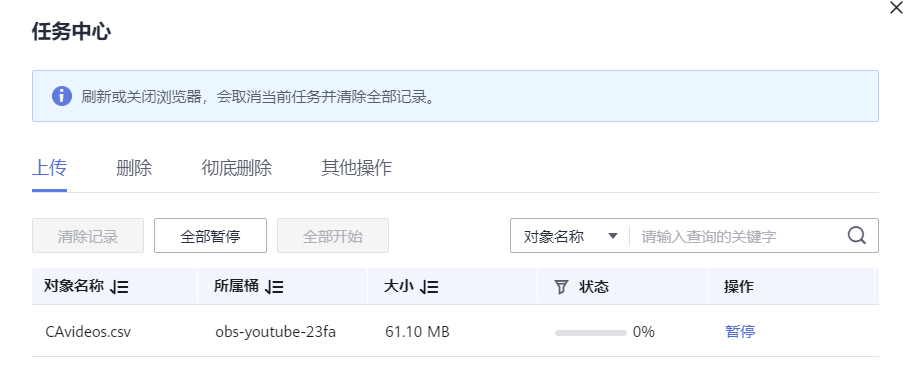 任务中心
刷新或关闭浏览器，会取消当前任务并清除全部记录。
上传 删除 彻底删除 其他操作
清除记录 全部暂停 全部开始 对象名称 请输入查询的关键字
对象名称 所属桶 大小 状态 操作
CAvideos.csv obs-youtube-23fa 61.10 MB 0% 暂停